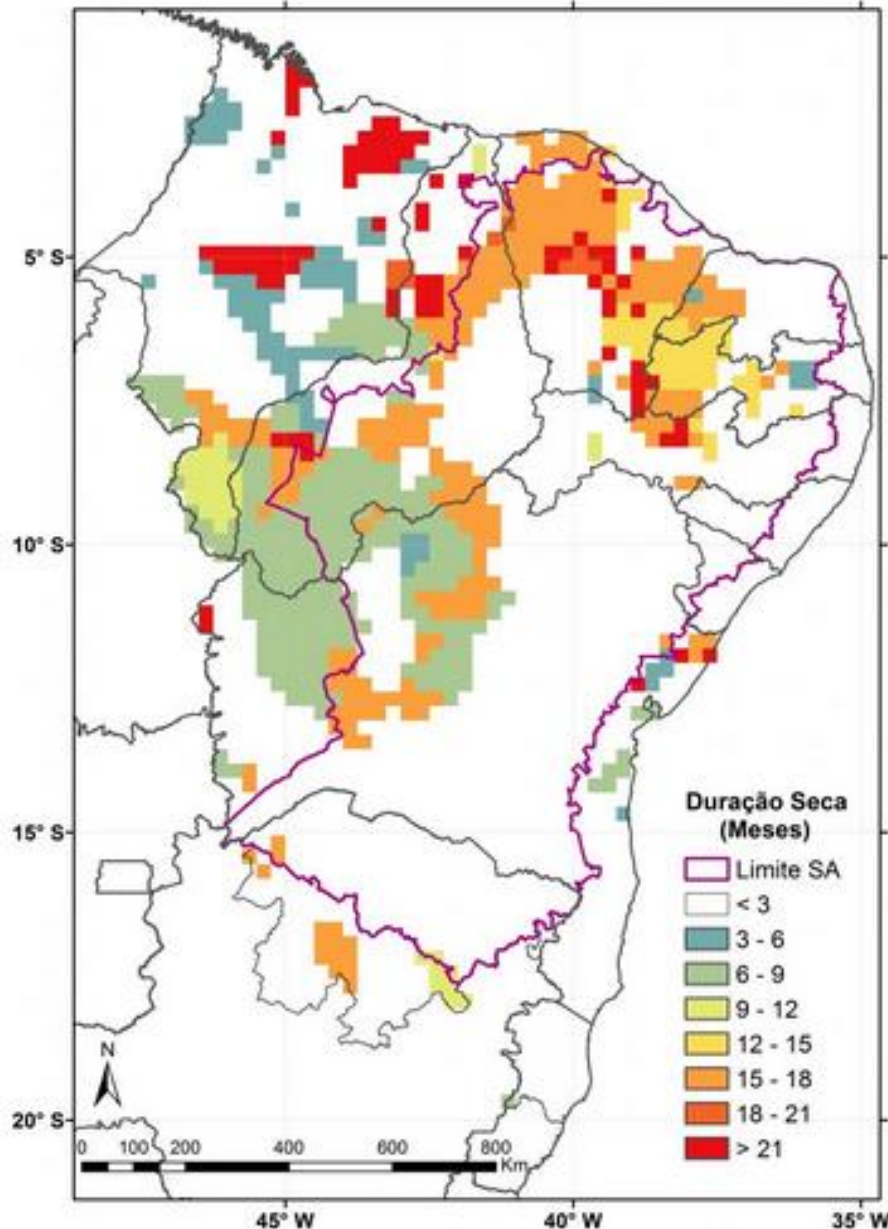 5° S
10° S
15° S
20° S
Duração Seca
(Meses)
Limite SA
< 3
3 - 6
6 - 9
9 - 12
12 - 15
15 - 18
18 - 21
> 21
N
0 100 200 400 600 800
Km
45° W 40° W 35° W